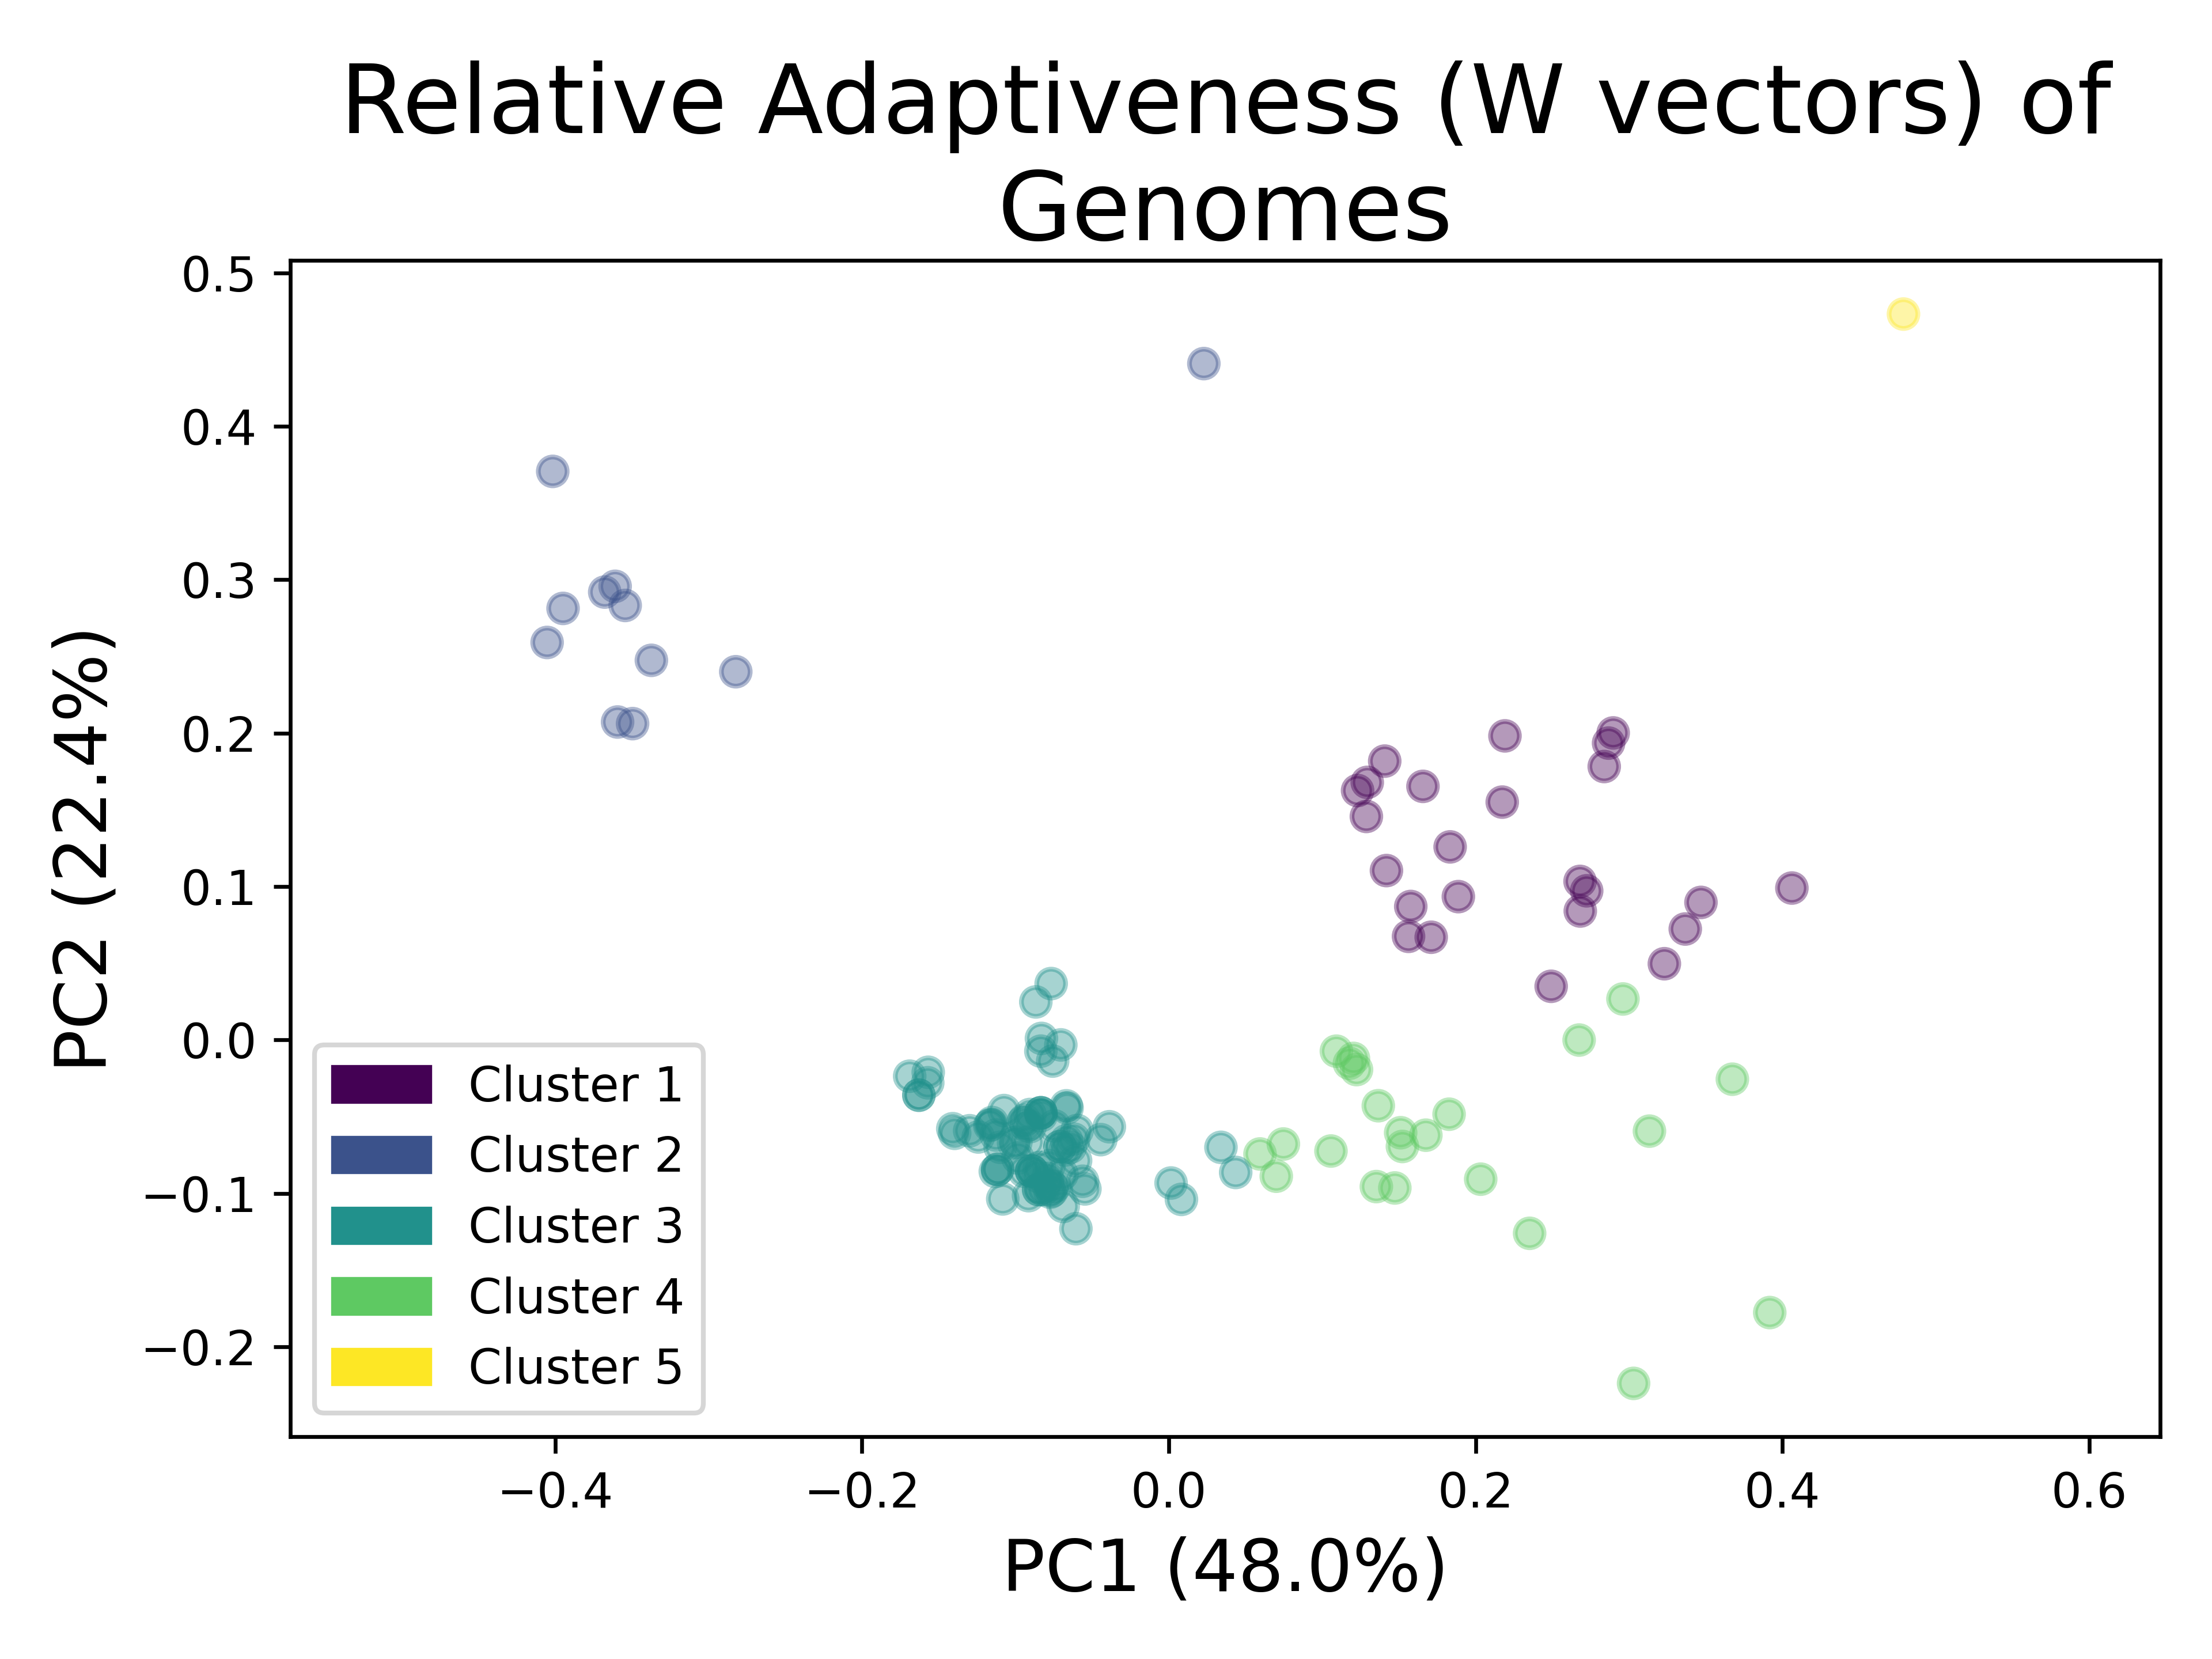 Relative Adaptiveness (W vectors) of
Genomes
0.5
0.4
0.3
0.2
0.1
0.0
−0.1
−0.2
PC2 (22.4%)
Cluster 1
Cluster 2
Cluster 3
Cluster 4
Cluster 5
−0.4 −0.2 0.0 0.2 0.4 0.6
PC1 (48.0%)